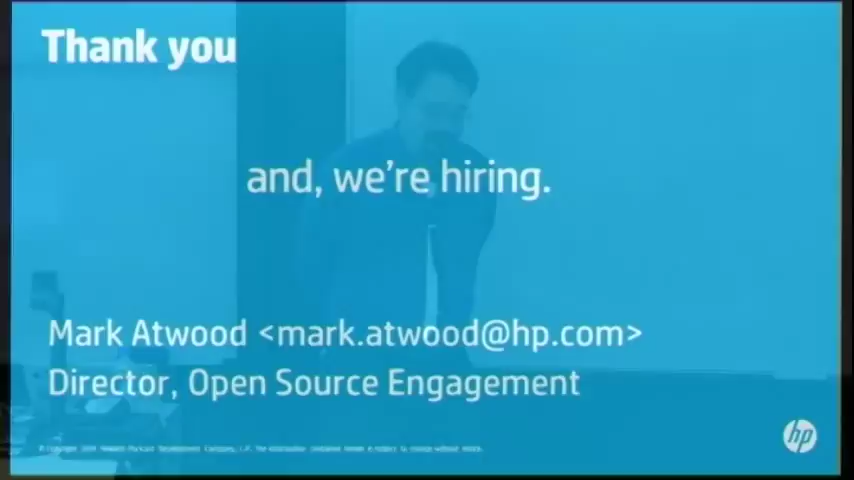 Thank you
and, we're hiring.
Mark Atwood <mark.atwood@hp.com>
Director, Open Source Engagement
hp